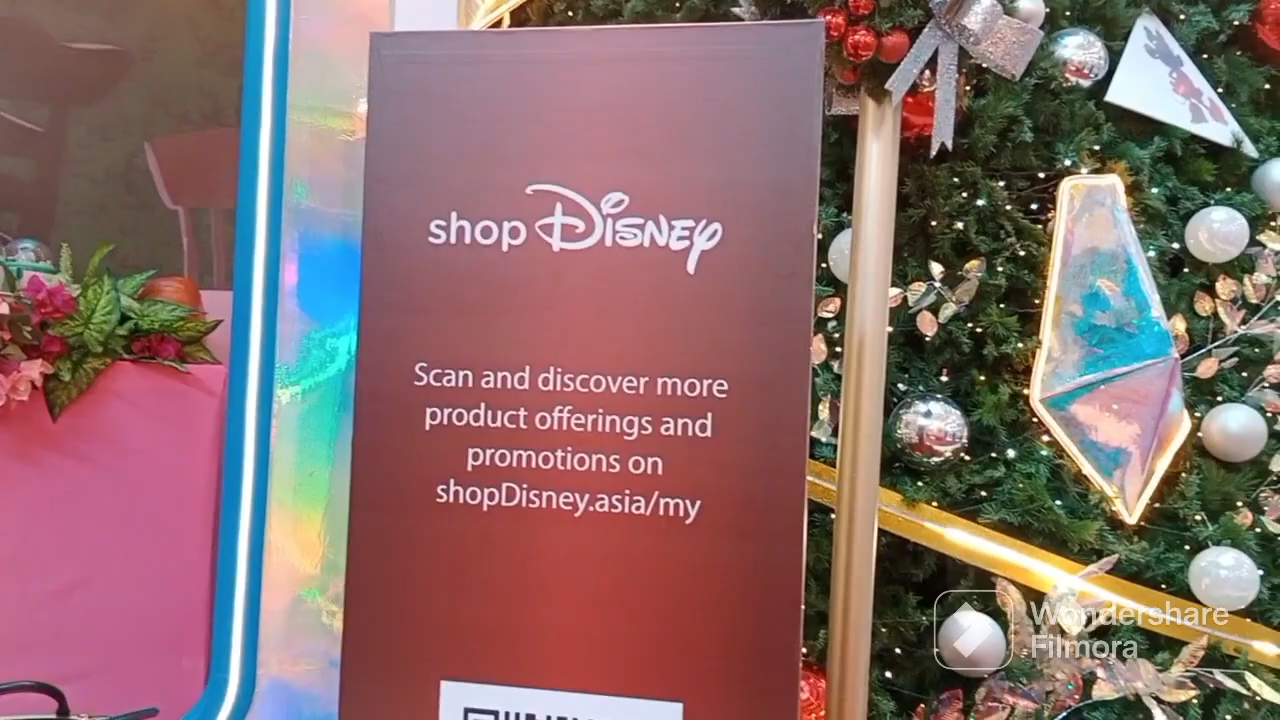 shop Disney
Scan and discover more
product offerings and
promotions on
shopDisney.asia/my
Wondershare
Filmora